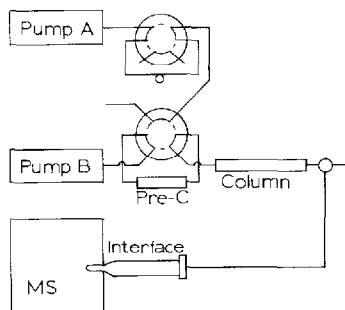 Pump A
Pump B
Pre-C
Column
Interface
MS